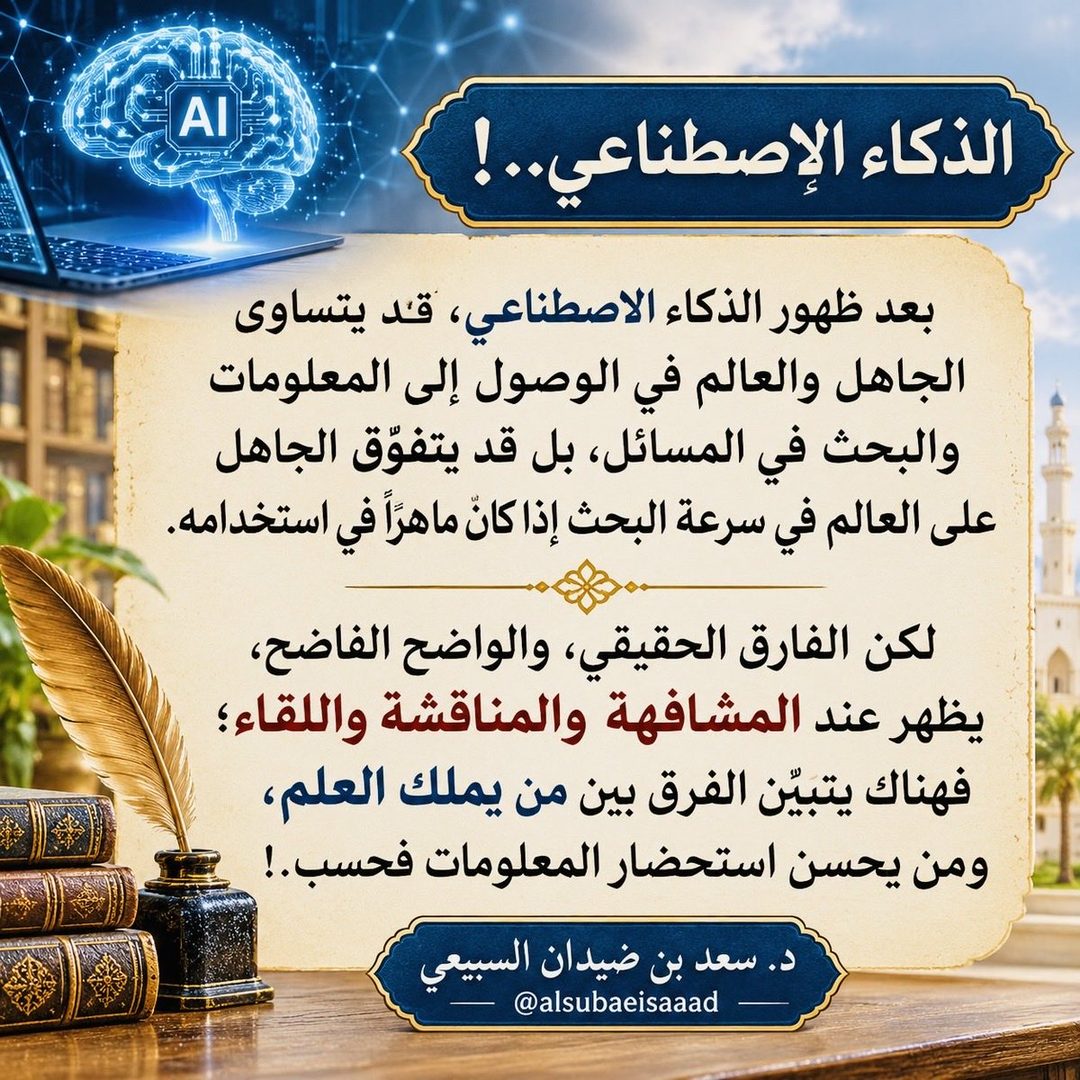 AI
الذكاء الإصطناعي..!
بعد ظهور الذكاء الاصطناعي، قد يتساوى
الجاهل والعالم في الوصول إلى المعلومات
والبحث في المسائل، بل قد يتفوّق الجاهل
على العالم في سرعة البحث إذا كانّ ماهرًاً في استخدامه.
لكن الفارق الحقيقي، والواضح الفاضح،
يظهر عند المشافهة والمناقشة واللقاء؛
فهناك يتبَيّن الفرق بين من يملك العلم،
ومن يحسن استحضار المعلومات فحسب.!
د. سعد بن ضيدان السبيعي
@alsubaeisaaad